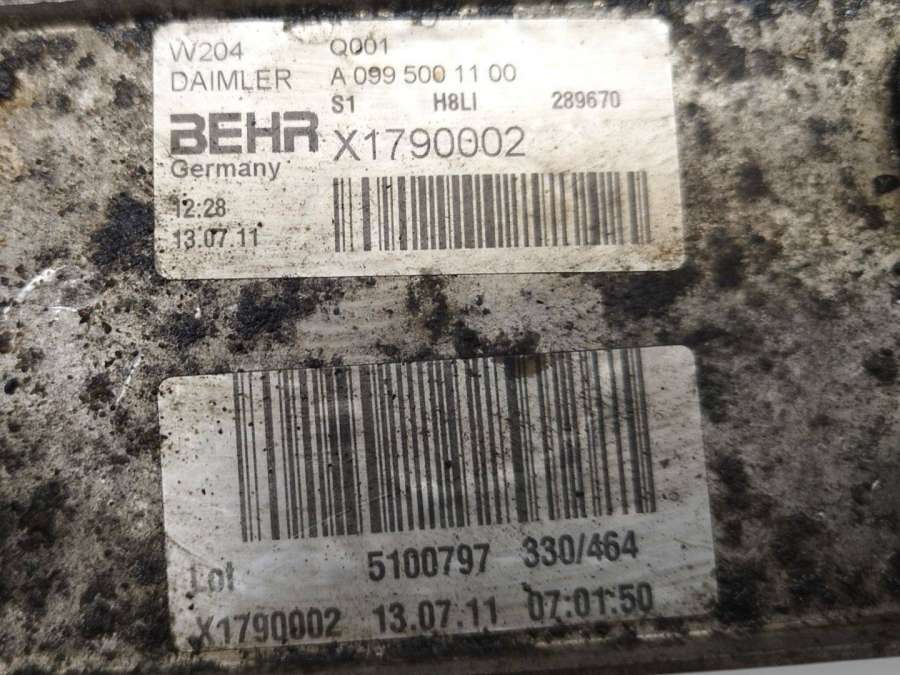 W204 Q001
DAIMLER A 099 500 11 00
S1 H8LI 289670
BEHR X1790002
Germany
12:28
13.07.11
Lot 5100797 330/464
X1790002 13.07.11 07:01:50